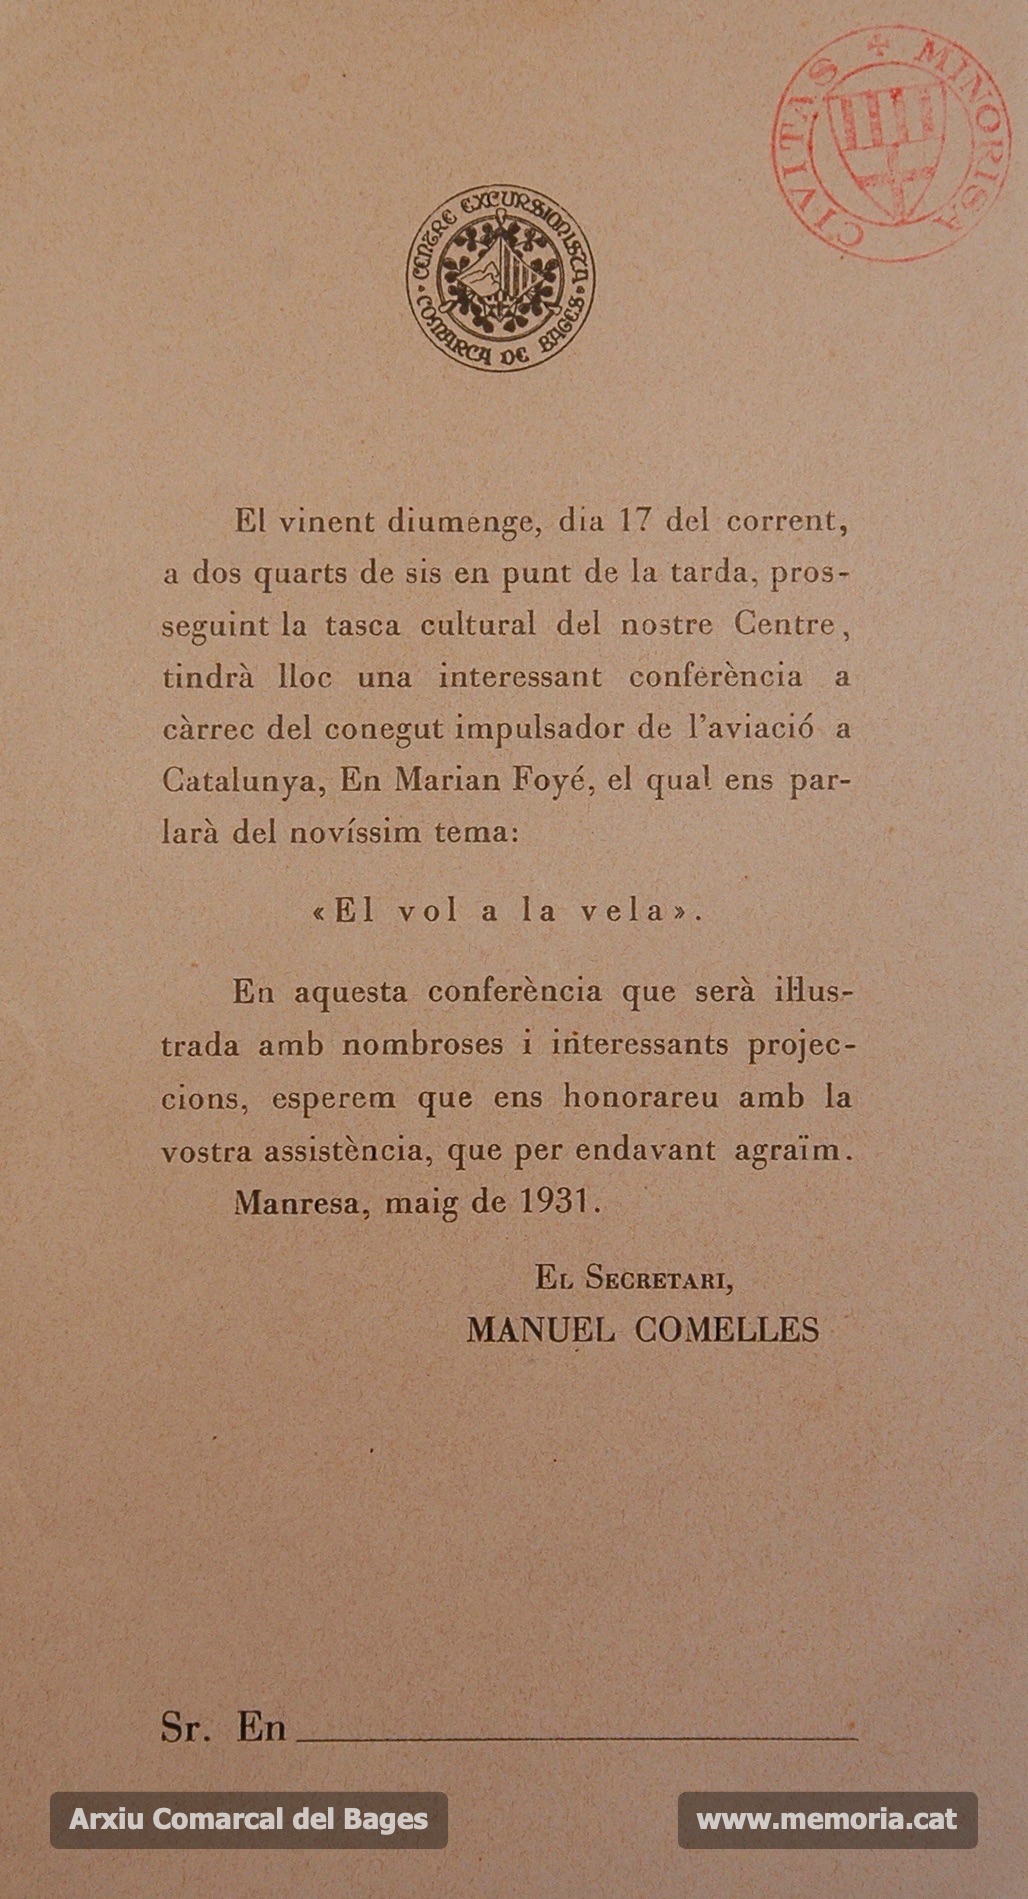 CIVITAS MINORISA
CENTRE EXCURSIONISTA
COMARCA DE BAGES
El vinent diumenge, dia 17 del corrent,
a dos quarts de sis en punt de la tarda, pros-
seguint la tasca cultural del nostre Centre,
tindrà lloc una interessant conferència a
càrrec del conegut impulsador de l'aviació a
Catalunya, En Marian Foyé, el qual ens par-
larà del novíssim tema:
«El vol a la vela».
En aquesta conferència que serà il·lus-
trada amb nombroses i interessants projec-
cions, esperem que ens honorareu amb la
vostra assistència, que per endavant agraïm.
Manresa, maig de 1931.
El Secretari,
MANUEL COMELLES
Sr. En
Arxiu Comarcal del Bages
www.memoria.cat